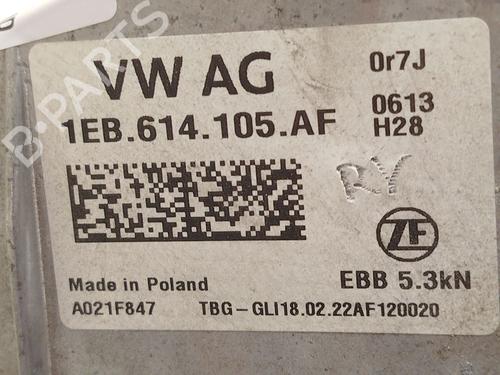 VW AG
0r7J
1EB.614.105.AF
0613
H28
RY
ZF
Made in Poland
EBB 5.3kN
A021F847
TBG-GLI18.02.22AF120020
B-PARTS